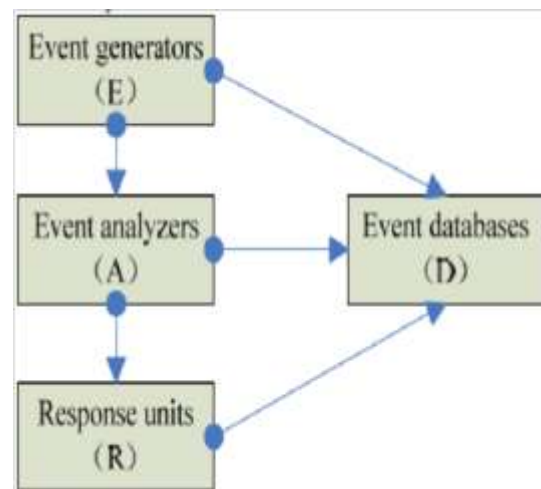 Event generators
(E)
Event analyzers
(A)
Event databases
(D)
Response units
(R)